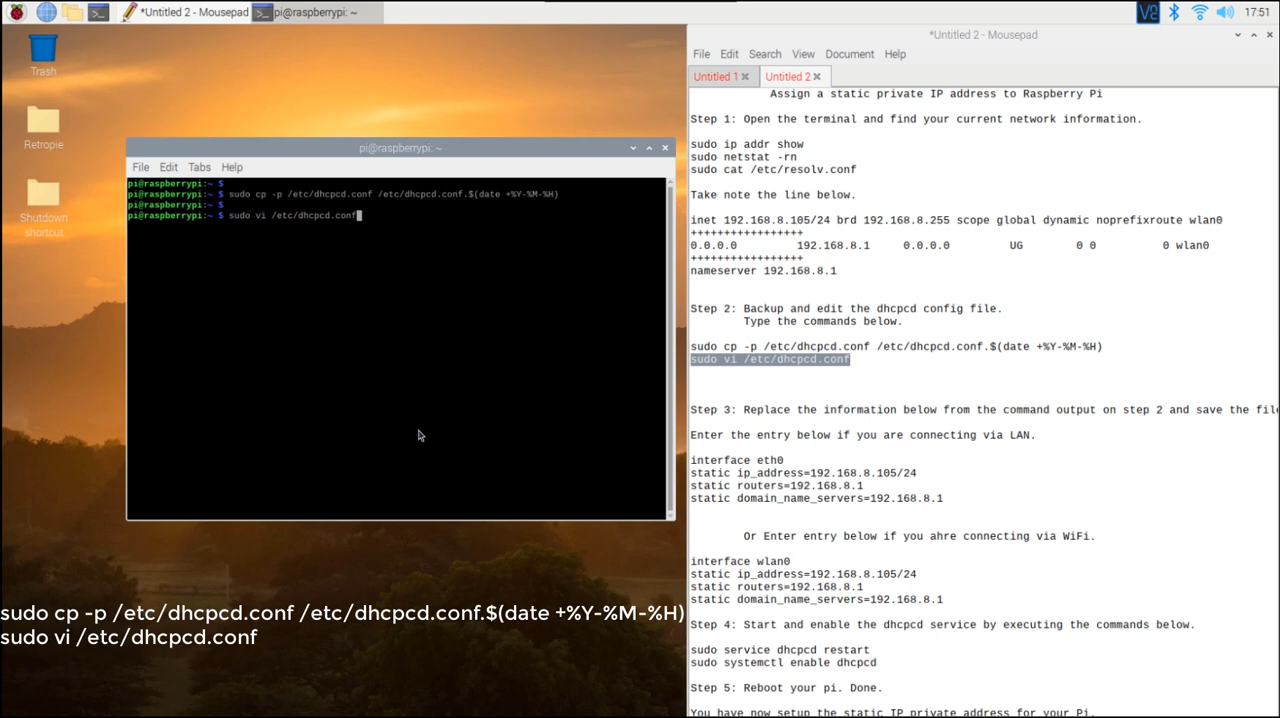 *Untitled 2 - Mousepad
pi@raspberrypi: ~
17:51
Trash
Retropie
Shutdown
shortcut
pi@raspberrypi: ~
File Edit Tabs Help
pi@raspberrypi:~ $
pi@raspberrypi:~ $ sudo cp -p /etc/dhcpcd.conf /etc/dhcpcd.conf.$(date +%Y-%M-%H)
pi@raspberrypi:~ $
pi@raspberrypi:~ $ sudo vi /etc/dhcpcd.conf
sudo cp -p /etc/dhcpcd.conf /etc/dhcpcd.conf.$(date +%Y-%M-%H)
sudo vi /etc/dhcpcd.conf
*Untitled 2 - Mousepad
File Edit Search View Document Help
Untitled 1 Untitled 2
Assign a static private IP address to Raspberry Pi
Step 1: Open the terminal and find your current network information.
sudo ip addr show
sudo netstat -rn
sudo cat /etc/resolv.conf
Take note the line below.
inet 192.168.8.105/24 brd 192.168.8.255 scope global dynamic noprefixroute wlan0
+++++++++++++++++
0.0.0.0 192.168.8.1 0.0.0.0 UG 0 0 0 wlan0
+++++++++++++++++
nameserver 192.168.8.1
Step 2: Backup and edit the dhcpcd config file.
Type the commands below.
sudo cp -p /etc/dhcpcd.conf /etc/dhcpcd.conf.$(date +%Y-%M-%H)
sudo vi /etc/dhcpcd.conf
Step 3: Replace the information below from the command output on step 2 and save the file
Enter the entry below if you are connecting via LAN.
interface eth0
static ip_address=192.168.8.105/24
static routers=192.168.8.1
static domain_name_servers=192.168.8.1
Or Enter entry below if you ahre connecting via WiFi.
interface wlan0
static ip_address=192.168.8.105/24
static routers=192.168.8.1
static domain_name_servers=192.168.8.1
Step 4: Start and enable the dhcpcd service by executing the commands below.
sudo service dhcpcd restart
sudo systemctl enable dhcpcd
Step 5: Reboot your pi. Done.
You have now setup the static IP private address for your Pi.